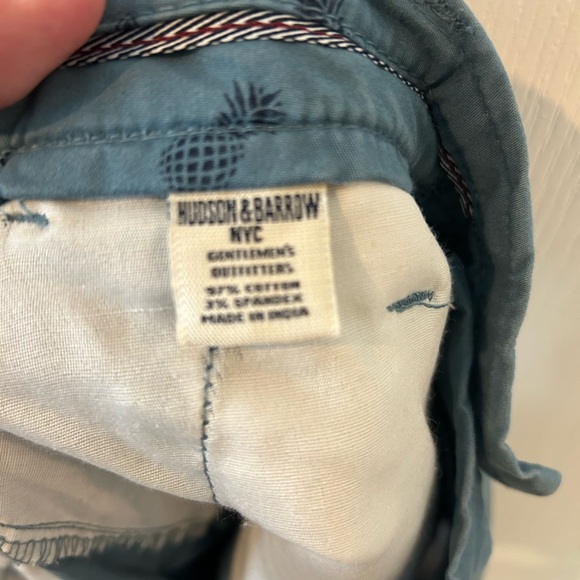 HUDSON & BARROW
NYC
GENTLEMEN'S
OUTFITTERS
97% COTTON
3% SPANDEX
MADE IN INDIA